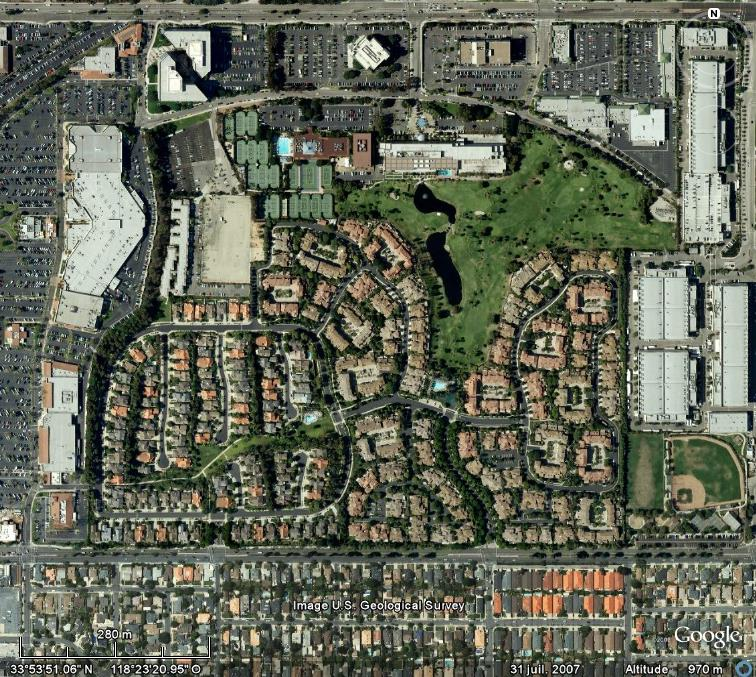 N
Image U.S. Geological Survey
Google
280 m
33°53'51.06" N 118°23'20.95" O 31 juil. 2007 Altitude 970 m